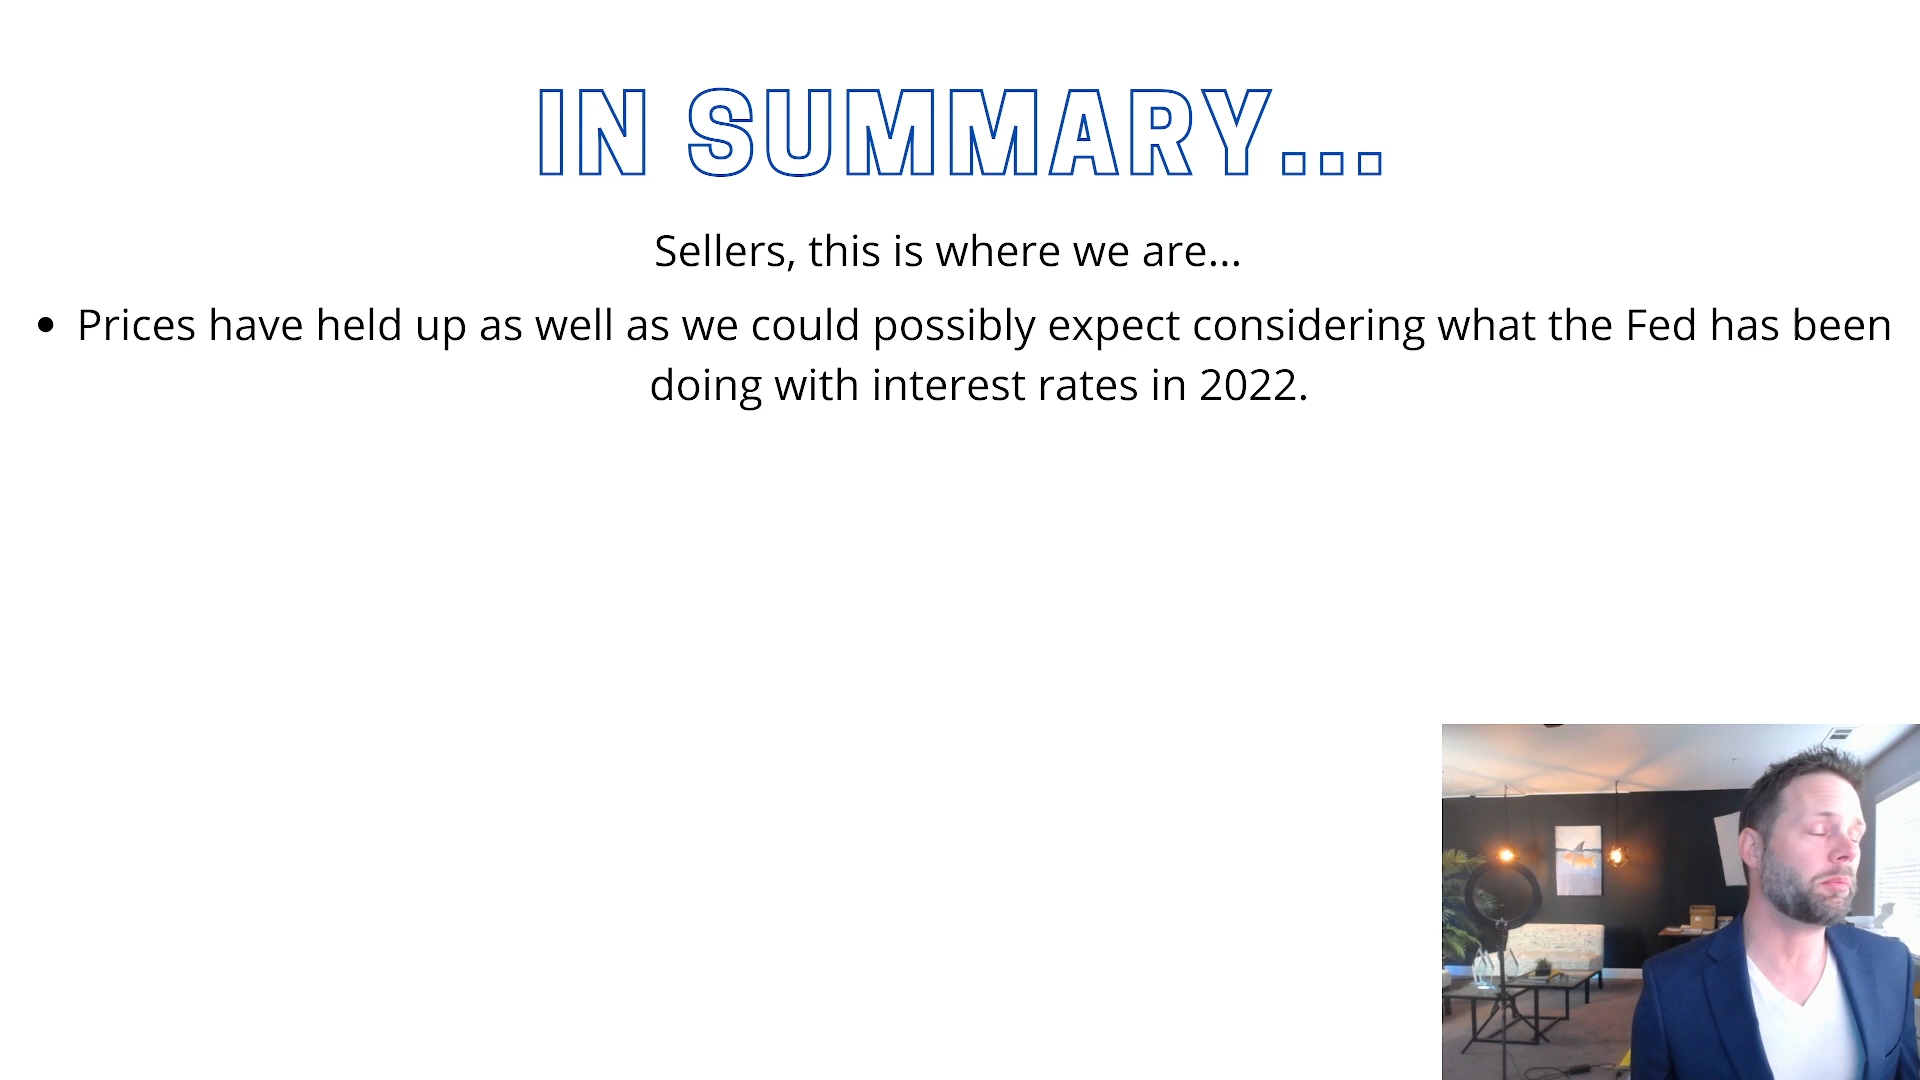 IN SUMMARY...
Sellers, this is where we are...
• Prices have held up as well as we could possibly expect considering what the Fed has been
doing with interest rates in 2022.